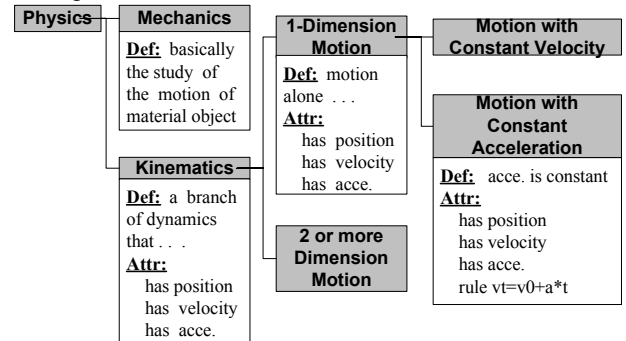 Physics
Mechanics
Def: basically
the study of
the motion of
material object
Kinematics
Def: a branch
of dynamics
that . . .
Attr:
has position
has velocity
has acce.
1-Dimension
Motion
Def: motion
alone . . .
Attr:
has position
has velocity
has acce.
2 or more
Dimension
Motion
Motion with
Constant Velocity
Motion with
Constant
Acceleration
Def: acce. is constant
Attr:
has position
has velocity
has acce.
rule vt=v0+a*t